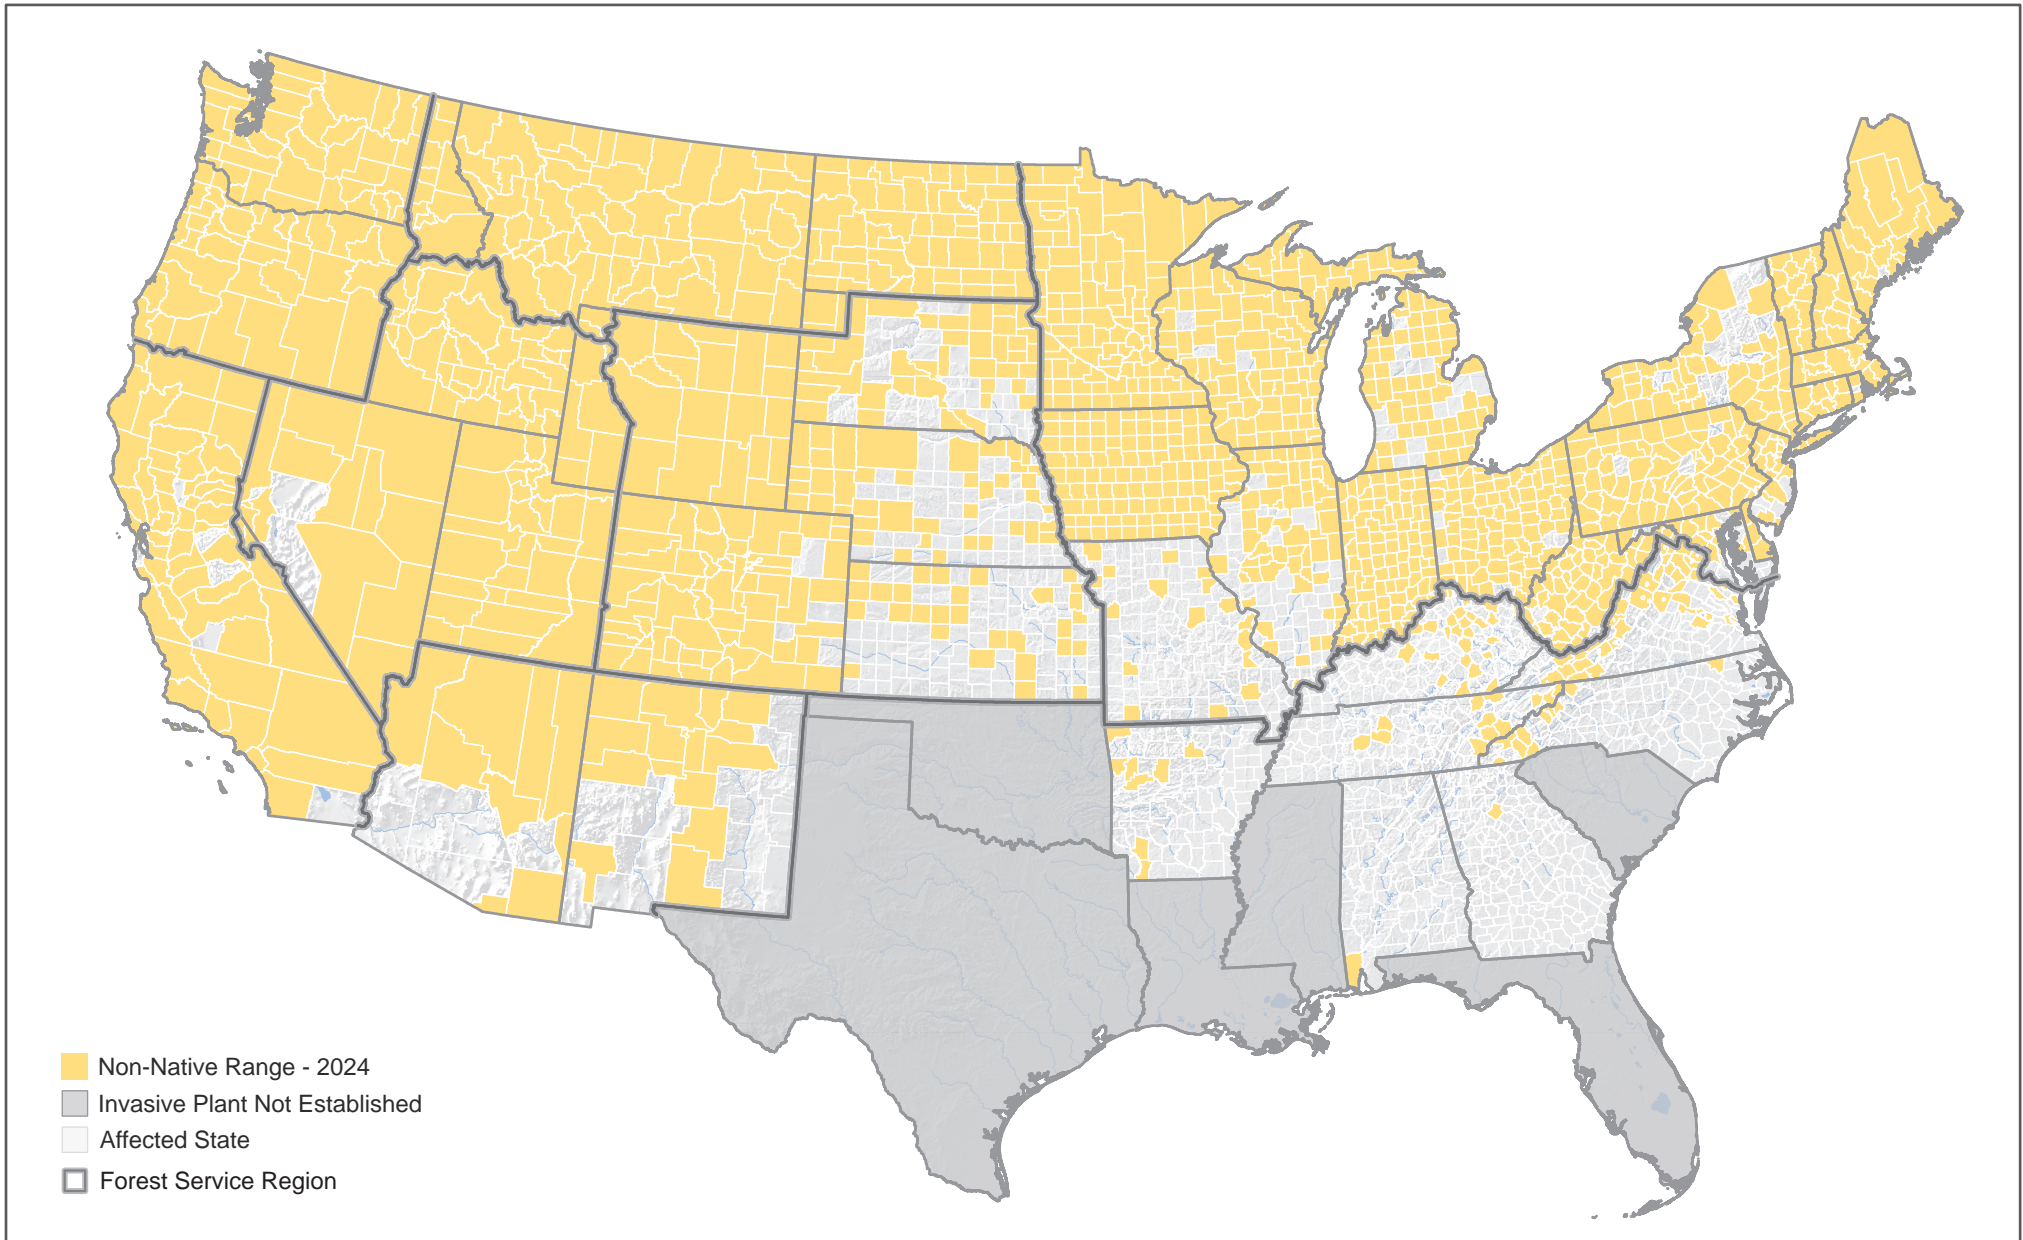 Non-Native Range - 2024
Invasive Plant Not Established
Affected State
Forest Service Region